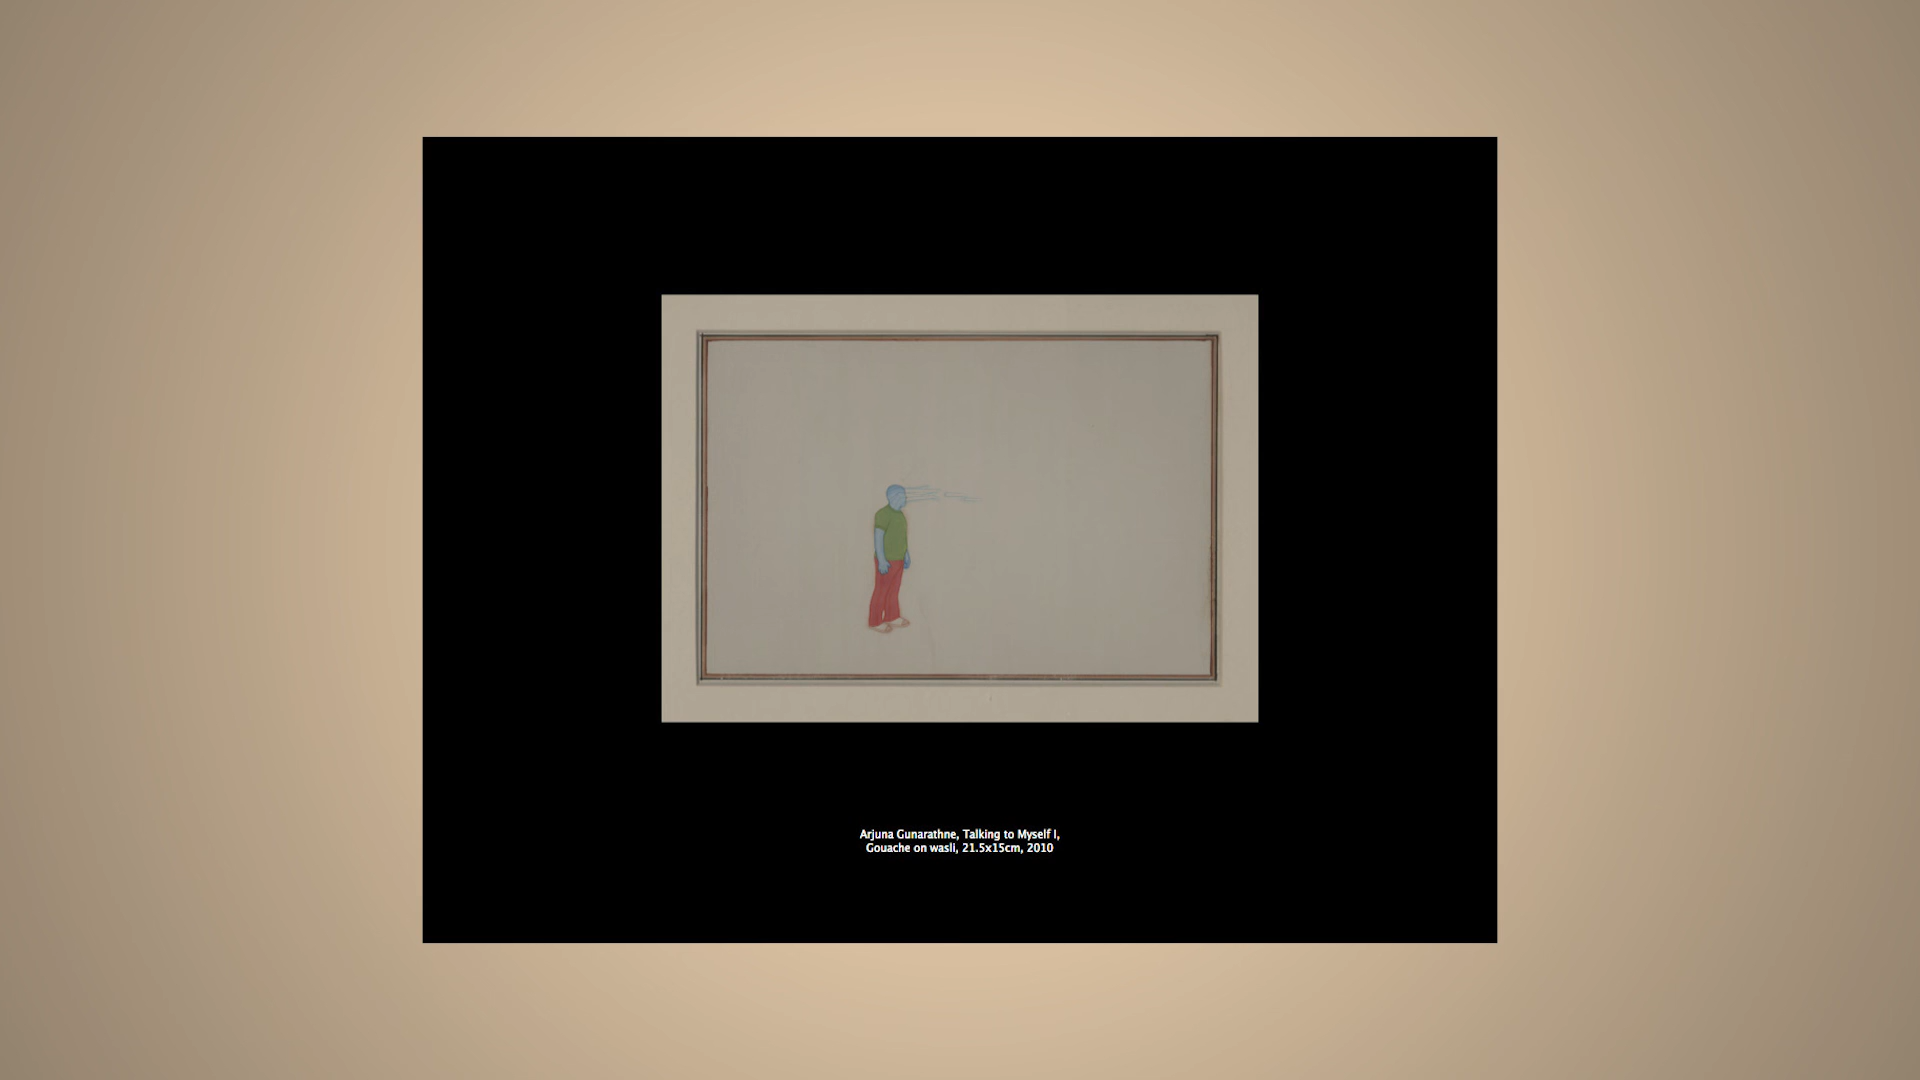 Arjuna Gunarathne, Talking to Myself I,
Gouache on wasli, 21.5x15cm, 2010